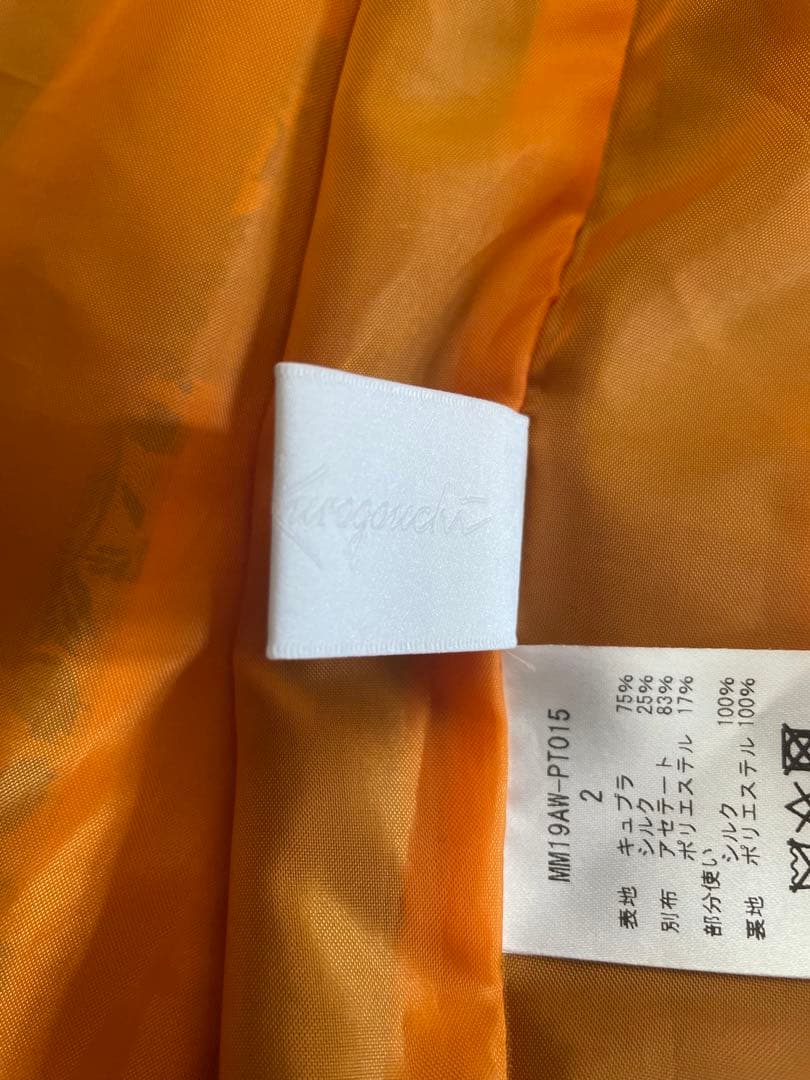 Kurogouchi
MM19AW-PT015
2
表地 キュプラ 75%
シルク 25%
別布 アセテート 83%
ポリエステル 17%
部分使い
シルク 100%
裏地 ポリエステル 100%